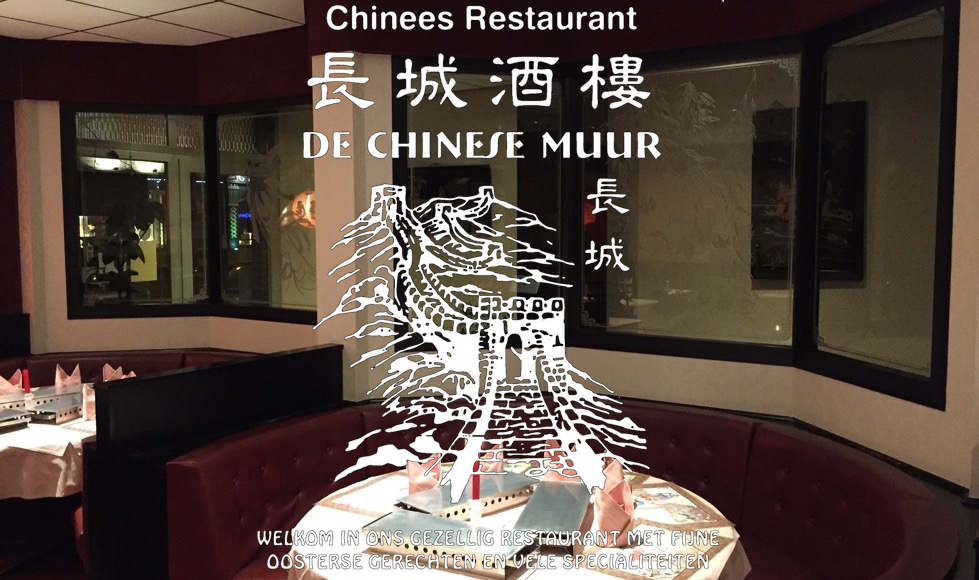 Chinees Restaurant
長城酒樓
DE CHINESE MUUR
長
城
WELKOM IN ONS GEZELLIG RESTAURANT MET FIJNE
OOSTERSE GERECHTEN EN VELE SPECIALITEITEN